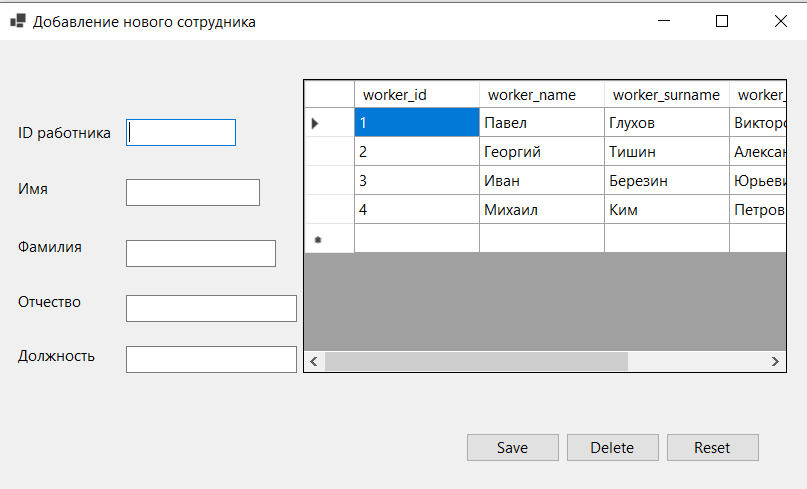 Добавление нового сотрудника
worker_id worker_name worker_surname worker_
ID работника
1 Павел Глухов Викторо
2 Георгий Тишин Алексан
Имя
3 Иван Березин Юрьеви
4 Михаил Ким Петров
Фамилия
Отчество
Должность
Save Delete Reset